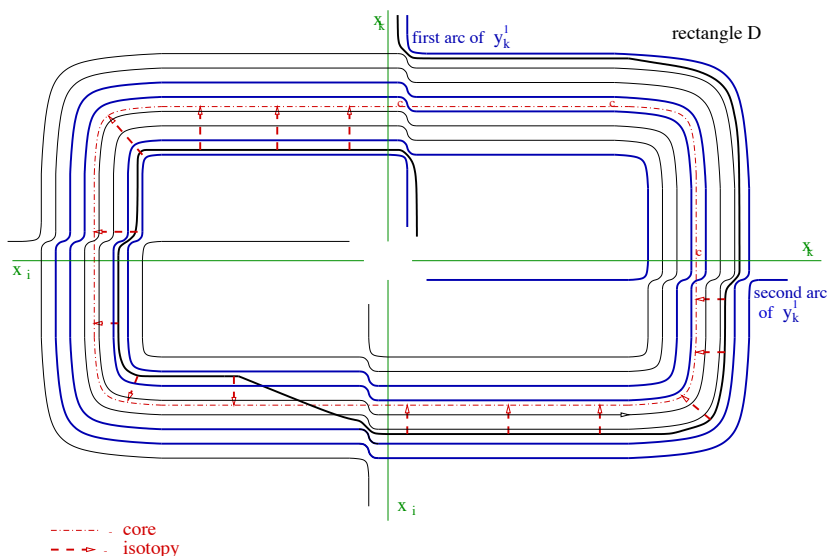 x_k
first arc of y_k^1
rectangle D
c c
c
x_i
x_k
second arc
of y_k^1
x_i
core
isotopy